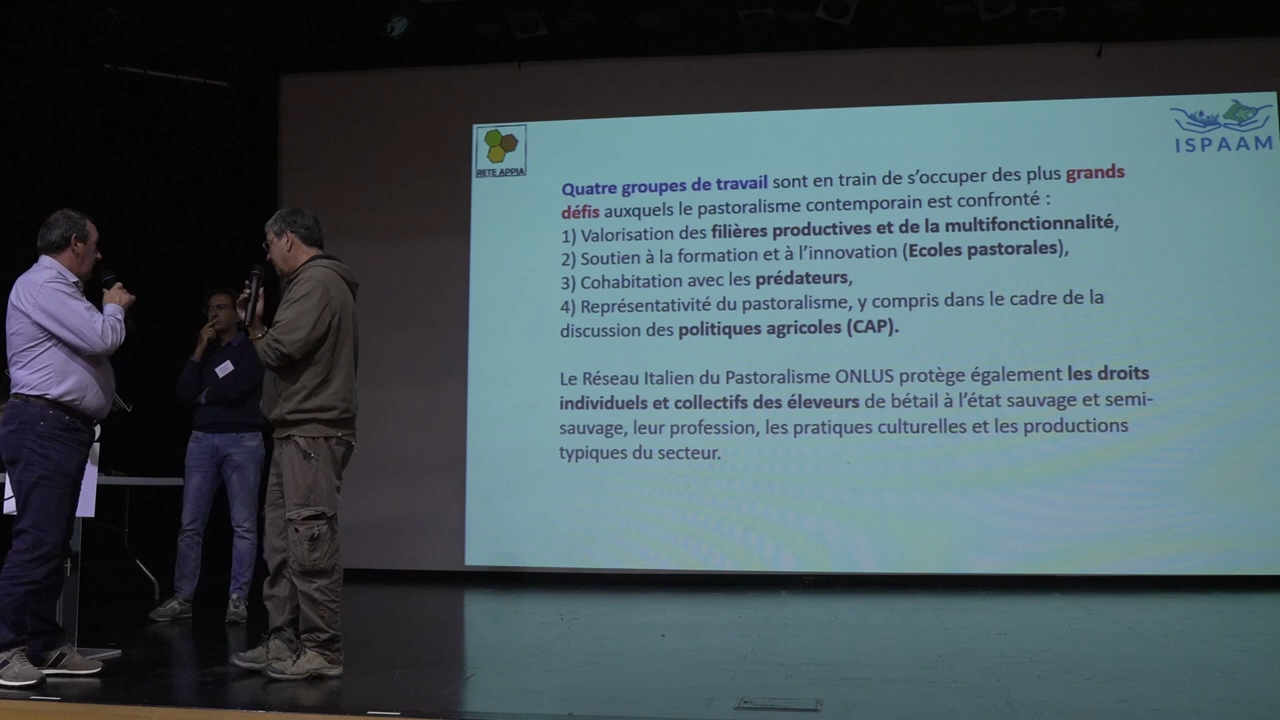 RETE APPIA
ISPAAM
Quatre groupes de travail sont en train de s'occuper des plus grands
défis auxquels le pastoralisme contemporain est confronté :
1) Valorisation des filières productives et de la multifonctionnalité,
2) Soutien à la formation et à l'innovation (Ecoles pastorales),
3) Cohabitation avec les prédateurs,
4) Représentativité du pastoralisme, y compris dans le cadre de la
discussion des politiques agricoles (CAP).
Le Réseau Italien du Pastoralisme ONLUS protège également les droits
individuels et collectifs des éleveurs de bétail à l'état sauvage et semi-
sauvage, leur profession, les pratiques culturelles et les productions
typiques du secteur.